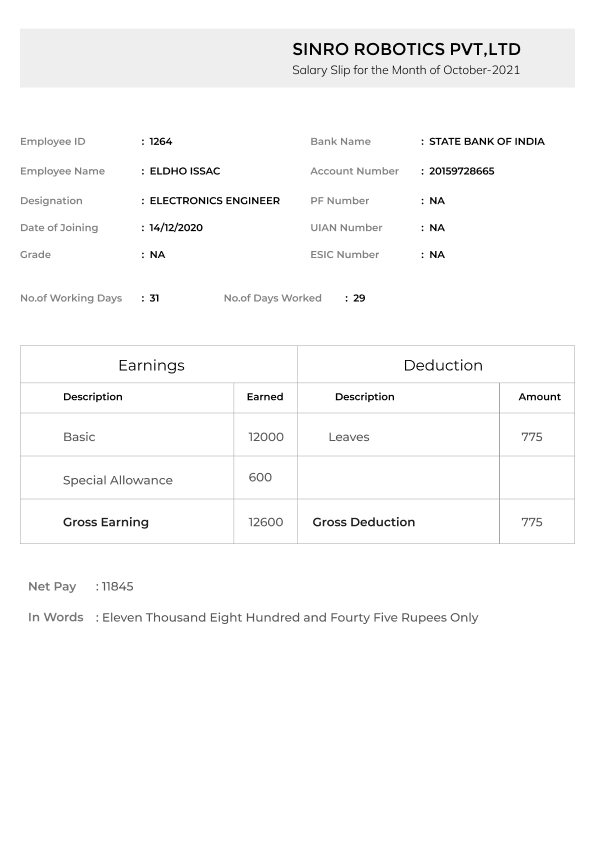 SINRO ROBOTICS PVT,LTD
Salary Slip for the Month of October-2021
Employee ID : 1264 Bank Name : STATE BANK OF INDIA
Employee Name : ELDHO ISSAC Account Number : 20159728665
Designation : ELECTRONICS ENGINEER PF Number : NA
Date of Joining : 14/12/2020 UIAN Number : NA
Grade : NA ESIC Number : NA
No.of Working Days : 31 No.of Days Worked : 29
Earnings Deduction
Description Earned Description Amount
Basic 12000 Leaves 775
Special Allowance 600
Gross Earning 12600 Gross Deduction 775
Net Pay : 11845
In Words : Eleven Thousand Eight Hundred and Fourty Five Rupees Only